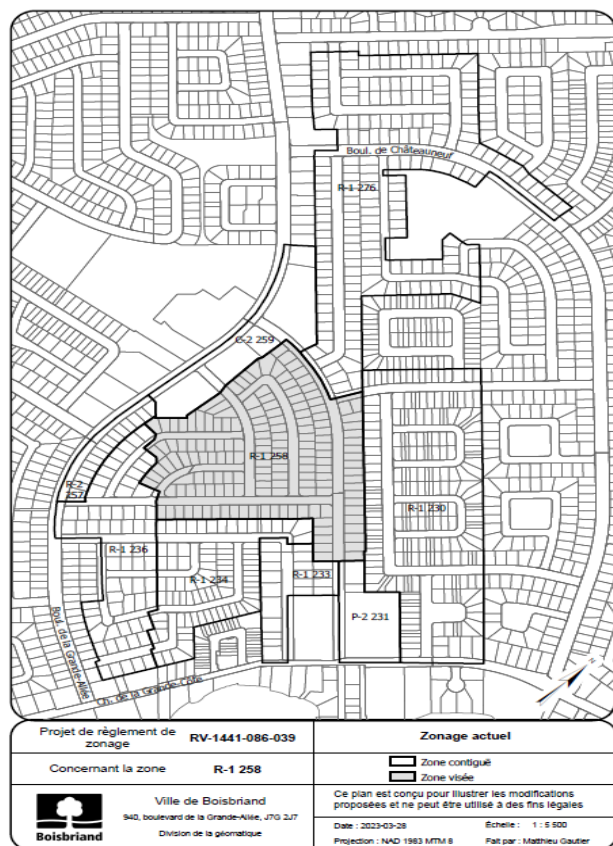 Boul. de Châteauneuf
R-1 276
C-2 259
R-1 258
R-2
257
R-1 230
R-1 236
R-1 234
R-1 233
P-2 231
Boul. de la Grande-Allée
Ch. de la Grande-Côte
Projet de règlement de
zonage
RV-1441-086-039
Zonage actuel
Zone contiguë
Zone visée
Concernant la zone R-1 258
Boisbriand
Ville de Boisbriand
940, boulevard de la Grande-Allée, J7G 2J7
Division de la géomatique
Ce plan est conçu pour illustrer les modifications
proposées et ne peut être utilisé à des fins légales
Date : 2023-03-28 Échelle : 1 : 5 500
Projection : NAD 1983 MTM 8 Fait par : Matthieu Gautier